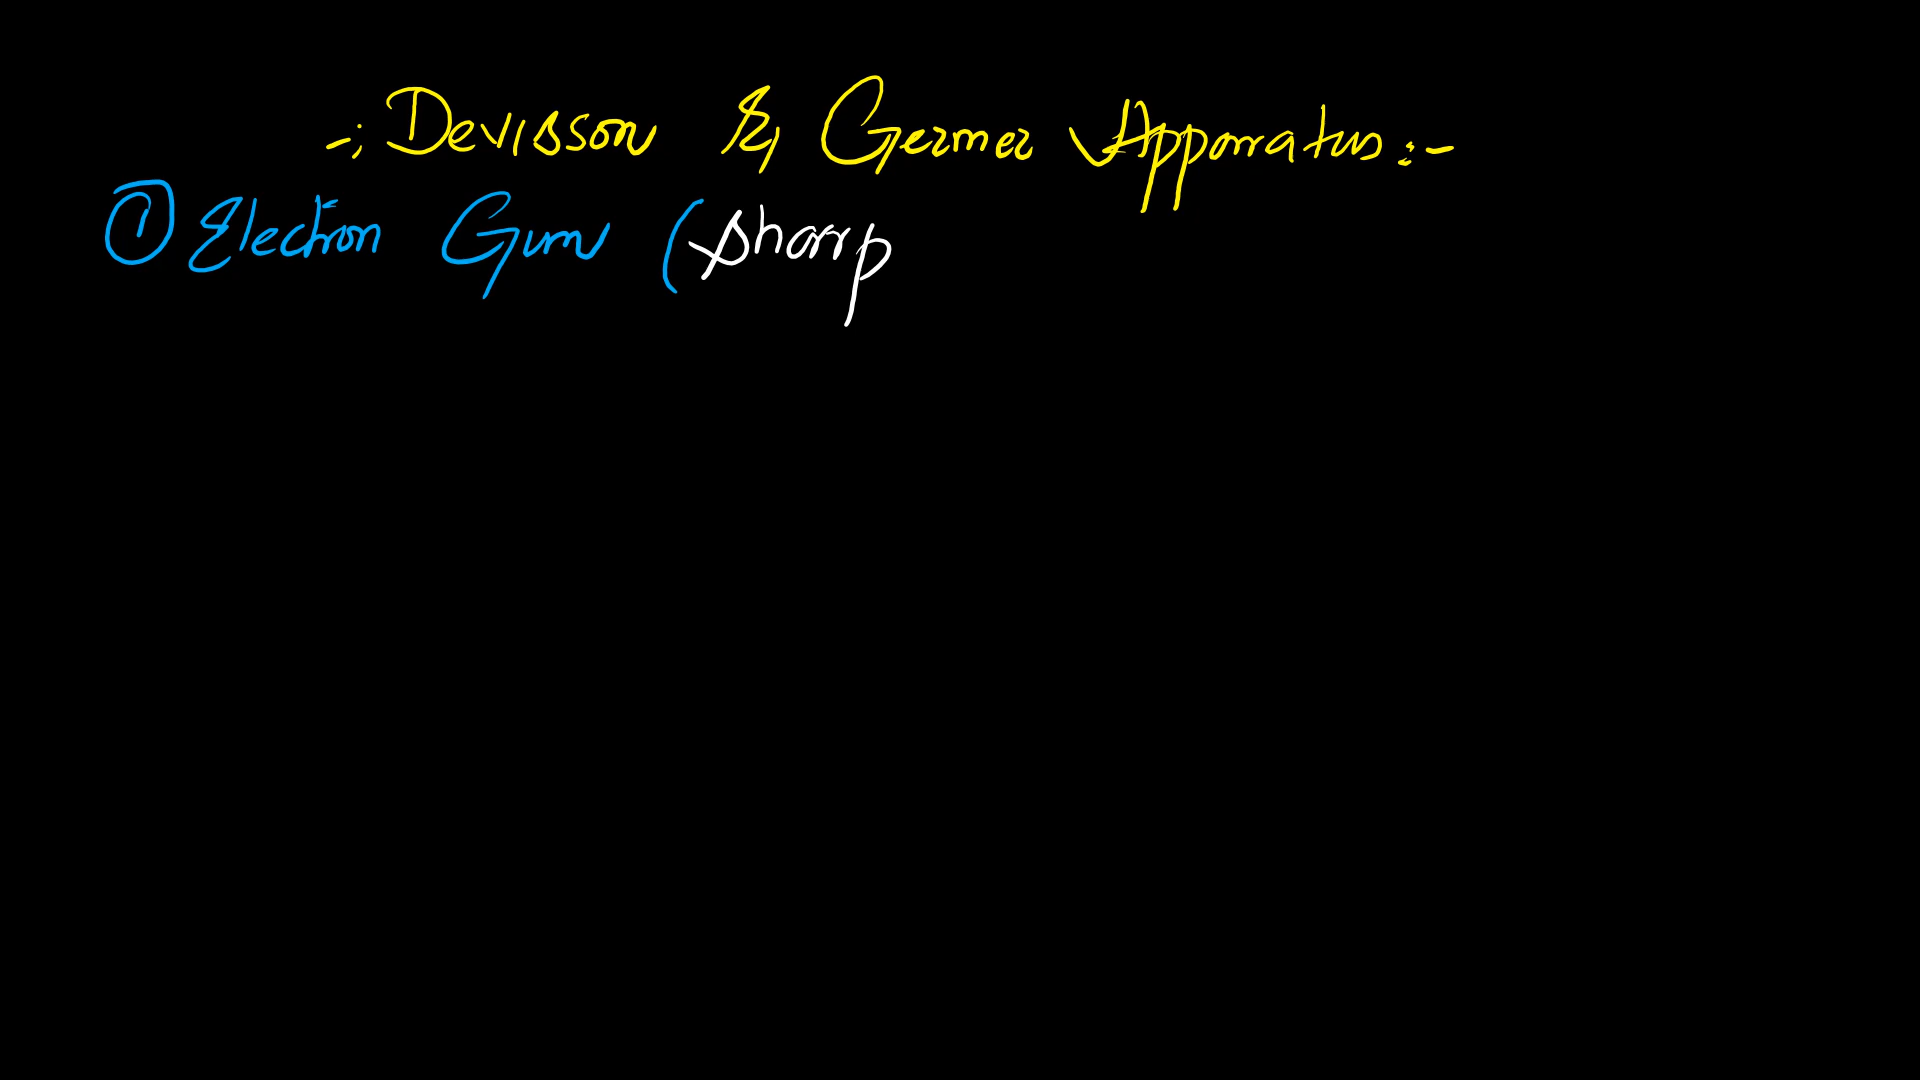 -: Devisson & Germer Apparatus :-
① Electron Gun (sharp